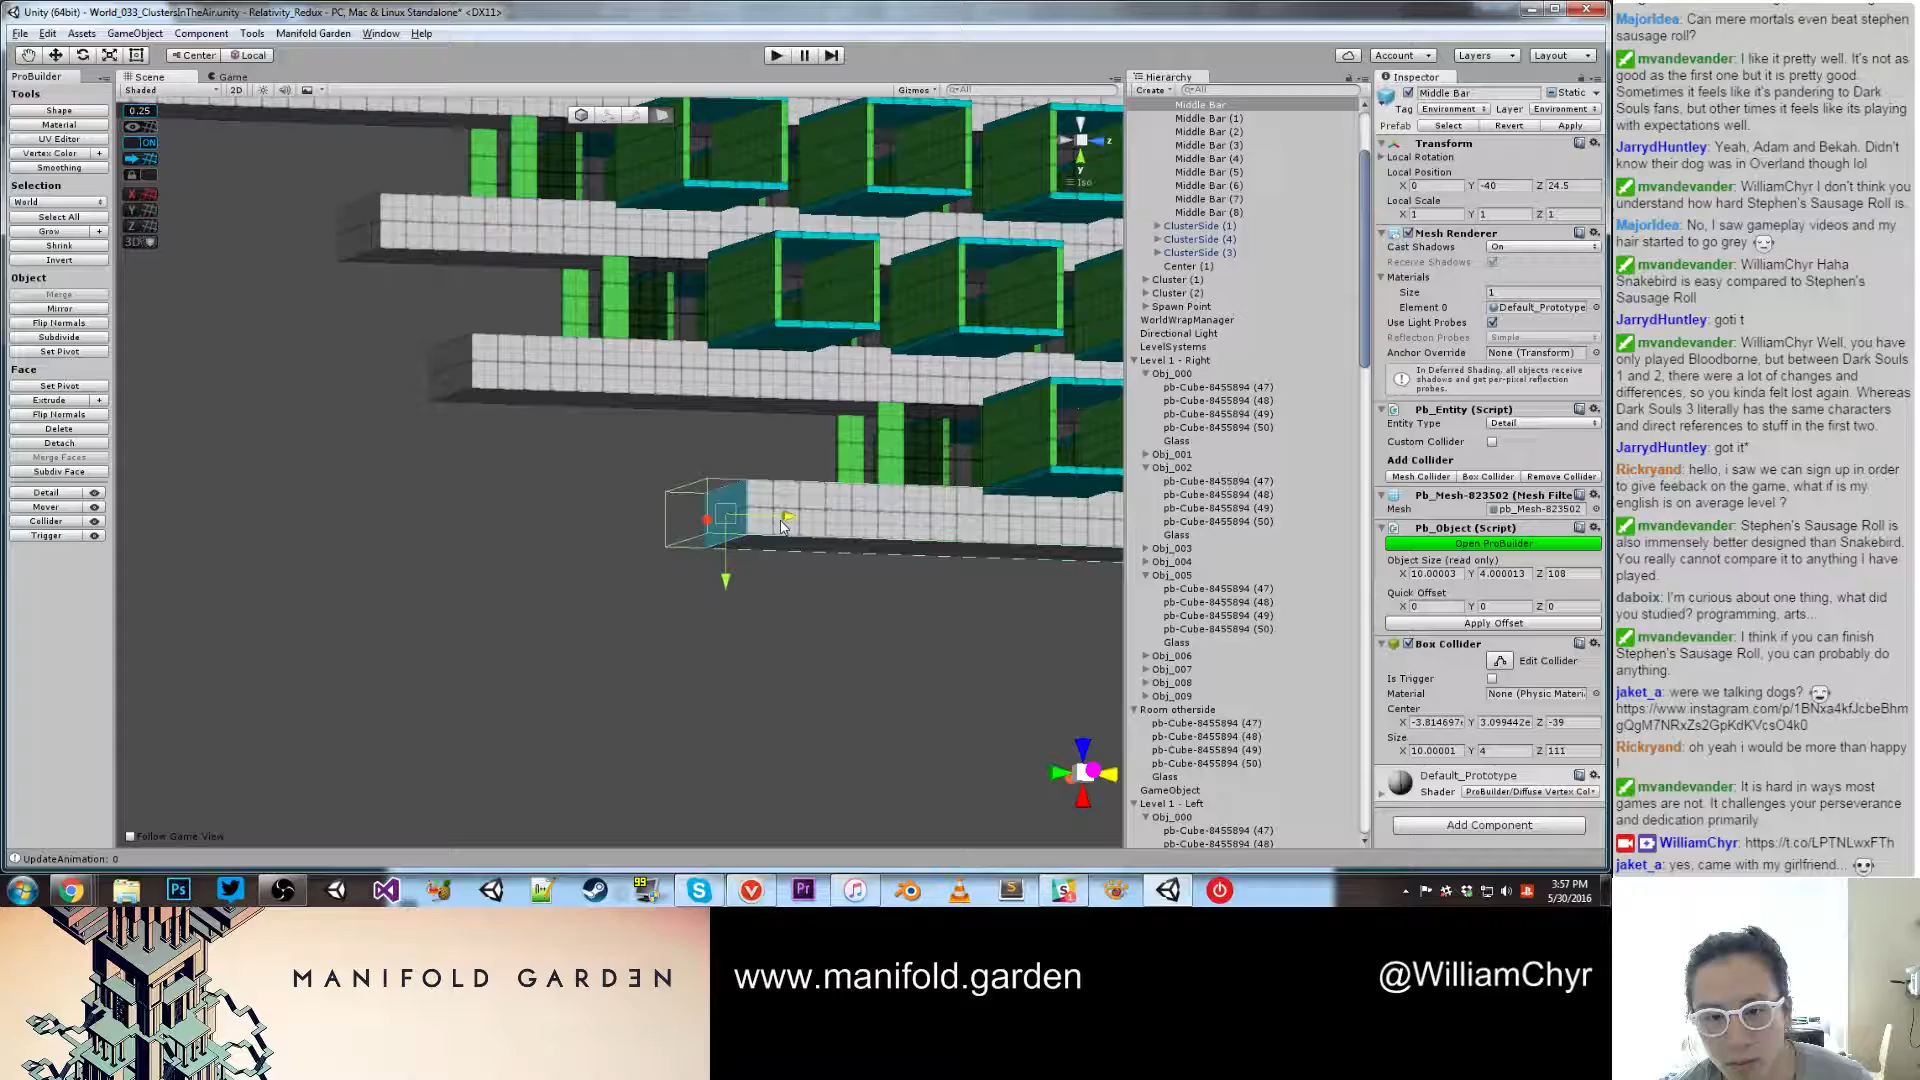 Unity (64bit) - World_033_ClustersInTheAir.unity - Relativity_Redux - PC, Mac & Linux Standalone* <DX11>
File Edit Assets GameObject Component Tools Manifold Garden Window Help
Center Local Account Layers Layout
ProBuilder
Tools
Shape
Material
UV Editor
Vertex Color +
Smoothing
Selection
World
Select All
Grow +
Shrink
Invert
Object
Merge
Mirror
Flip Normals
Subdivide
Set Pivot
Face
Set Pivot
Extrude +
Flip Normals
Delete
Detach
Merge Faces
Subdiv Face
Detail
Mover
Collider
Trigger
Scene Game
Shaded 2D Gizmos All
0.25
ON
X
Y
Z
3D
z
y
Iso
Follow Game View
UpdateAnimation: 0
Hierarchy
Create All
Middle Bar
Middle Bar (1)
Middle Bar (2)
Middle Bar (3)
Middle Bar (4)
Middle Bar (5)
Middle Bar (6)
Middle Bar (7)
Middle Bar (8)
ClusterSide (1)
ClusterSide (4)
ClusterSide (3)
Center (1)
Cluster (1)
Cluster (2)
Spawn Point
WorldWrapManager
Directional Light
LevelSystems
Level 1 - Right
Obj_000
pb-Cube-8455894 (47)
pb-Cube-8455894 (48)
pb-Cube-8455894 (49)
pb-Cube-8455894 (50)
Glass
Obj_001
Obj_002
pb-Cube-8455894 (47)
pb-Cube-8455894 (48)
pb-Cube-8455894 (49)
pb-Cube-8455894 (50)
Glass
Obj_003
Obj_004
Obj_005
pb-Cube-8455894 (47)
pb-Cube-8455894 (48)
pb-Cube-8455894 (49)
pb-Cube-8455894 (50)
Glass
Obj_006
Obj_007
Obj_008
Obj_009
Room otherside
pb-Cube-8455894 (47)
pb-Cube-8455894 (48)
pb-Cube-8455894 (49)
pb-Cube-8455894 (50)
Glass
GameObject
Level 1 - Left
Obj_000
pb-Cube-8455894 (47)
pb-Cube-8455894 (48)
Inspector
Middle Bar Static
Tag Environment Layer Environment
Prefab Select Revert Apply
Transform
Local Rotation
Local Position
X 0 Y -40 Z 24.5
Local Scale
X 1 Y 1 Z 1
Mesh Renderer
Cast Shadows On
Receive Shadows
Materials
Size 1
Element 0 Default_Prototype
Use Light Probes
Reflection Probes Simple
Anchor Override None (Transform)
In Deferred Shading, all objects receive
shadows and get per-pixel reflection
probes.
Pb_Entity (Script)
Entity Type Detail
Custom Collider
Add Collider
Mesh Collider Box Collider Remove Collider
Pb_Mesh-823502 (Mesh Filte
Mesh pb_Mesh-823502
Pb_Object (Script)
Open ProBuilder
Object Size (read only)
X 10.00003 Y 4.000013 Z 108
Quick Offset
X 0 Y 0 Z 0
Apply Offset
Box Collider
Edit Collider
Is Trigger
Material None (Physic Materi
Center
X -3.81469 Y 3.099442e Z -39
Size
X 10.00001 Y 4 Z 111
Default_Prototype
Shader ProBuilder/Diffuse Vertex Col
Add Component
MajorIdea: Can mere mortals even beat stephen
sausage roll?
mvandevander: I like it pretty well. It's not as
good as the first one but it is pretty good.
Sometimes it feels like it's pandering to Dark
Souls fans, but other times it feels like its playing
with expectations well.
JarrydHuntley: Yeah, Adam and Bekah. Didn't
know their dog was in Overland though lol
mvandevander: WilliamChyr I don't think you
understand how hard Stephen's Sausage Roll is.
MajorIdea: No, I saw gameplay videos and my
hair started to go grey
mvandevander: WilliamChyr Haha
Snakebird is easy compared to Stephen's
Sausage Roll
JarrydHuntley: goti t
mvandevander: WilliamChyr Well, you have
only played Bloodborne, but between Dark Souls
1 and 2, there were a lot of changes and
differences, so you kinda felt lost again. Whereas
Dark Souls 3 literally has the same characters
and direct references to stuff in the first two.
JarrydHuntley: got it*
Rickryand: hello, i saw we can sign up in order
to give feeback on the game, what if is my
english is on average level ?
mvandevander: Stephen's Sausage Roll is
also immensely better designed than Snakebird.
You really cannot compare it to anything I have
played.
daboix: I'm curious about one thing, what did
you studied? programming, arts...
mvandevander: I think if you can finish
Stephen's Sausage Roll, you can probably do
anything.
jaket_a: were we talking dogs?
https://www.instagram.com/p/1BNxa4kfJcbeBhm
gQgM7NRxZs2GpKdKVcsO4k0
Rickryand: oh yeah i would be more than happy
!
mvandevander: It is hard in ways most
games are not. It challenges your perseverance
and dedication primarily
WilliamChyr: https://t.co/LPTNLwxFTh
jaket_a: yes, came with my girlfriend...
99
3:57 PM
5/30/2016
MANIFOLD GARDEN
www.manifold.garden
@WilliamChyr